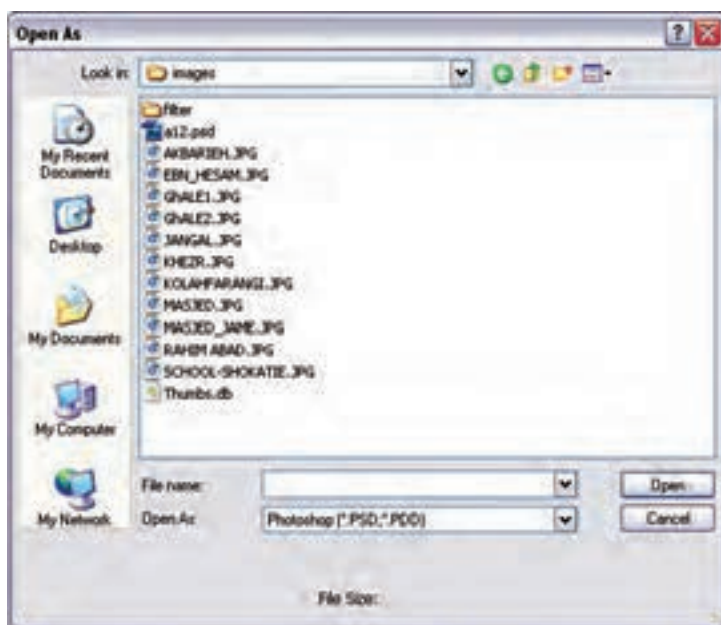 Open As
Look in: images
filter
a12.psd
AKBARIEH.JPG
EBN_HESAM.JPG
GhALE1.JPG
GhALE2.JPG
JANGAL.JPG
KHEZR.JPG
KOLAHFARANGI.JPG
MASJED.JPG
MASJED_JAME.JPG
RAHIM ABAD.JPG
SCHOOL-SHOKATIE.JPG
Thumbs.db
My Recent
Documents
Desktop
My Documents
My Computer
My Network
File name:
Open
Open As: Photoshop (*.PSD;*.PDD)
Cancel
File Size: